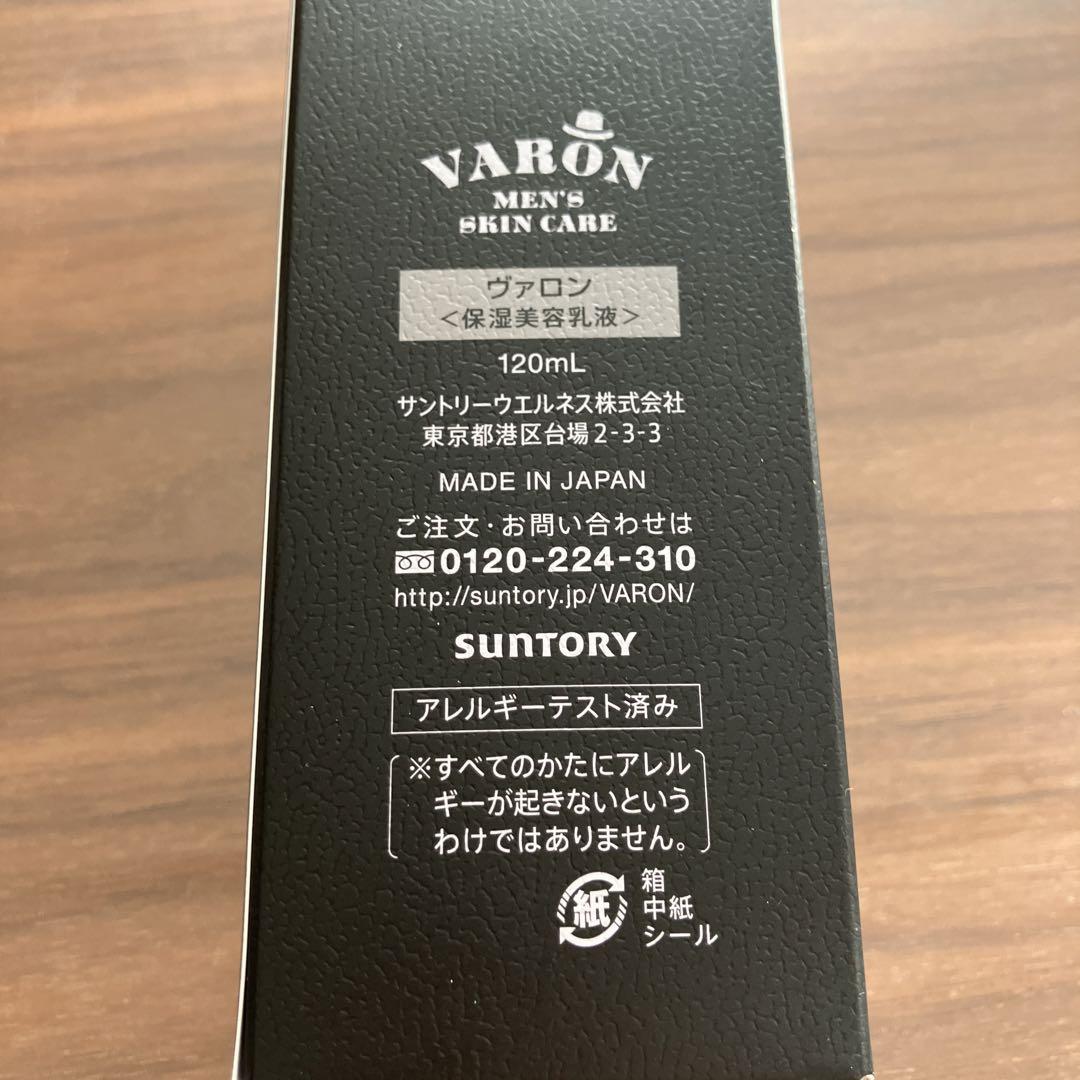 VARON
MEN'S
SKIN CARE
ヴァロン
＜保湿美容乳液＞
120mL
サントリーウエルネス株式会社
東京都港区台場2-3-3
MADE IN JAPAN
ご注文・お問い合わせは
0120-224-310
http://suntory.jp/VARON/
SUNTORY
アレルギーテスト済み
※すべてのかたにアレル
ギーが起きないという
わけではありません。
紙
箱
中紙
シール